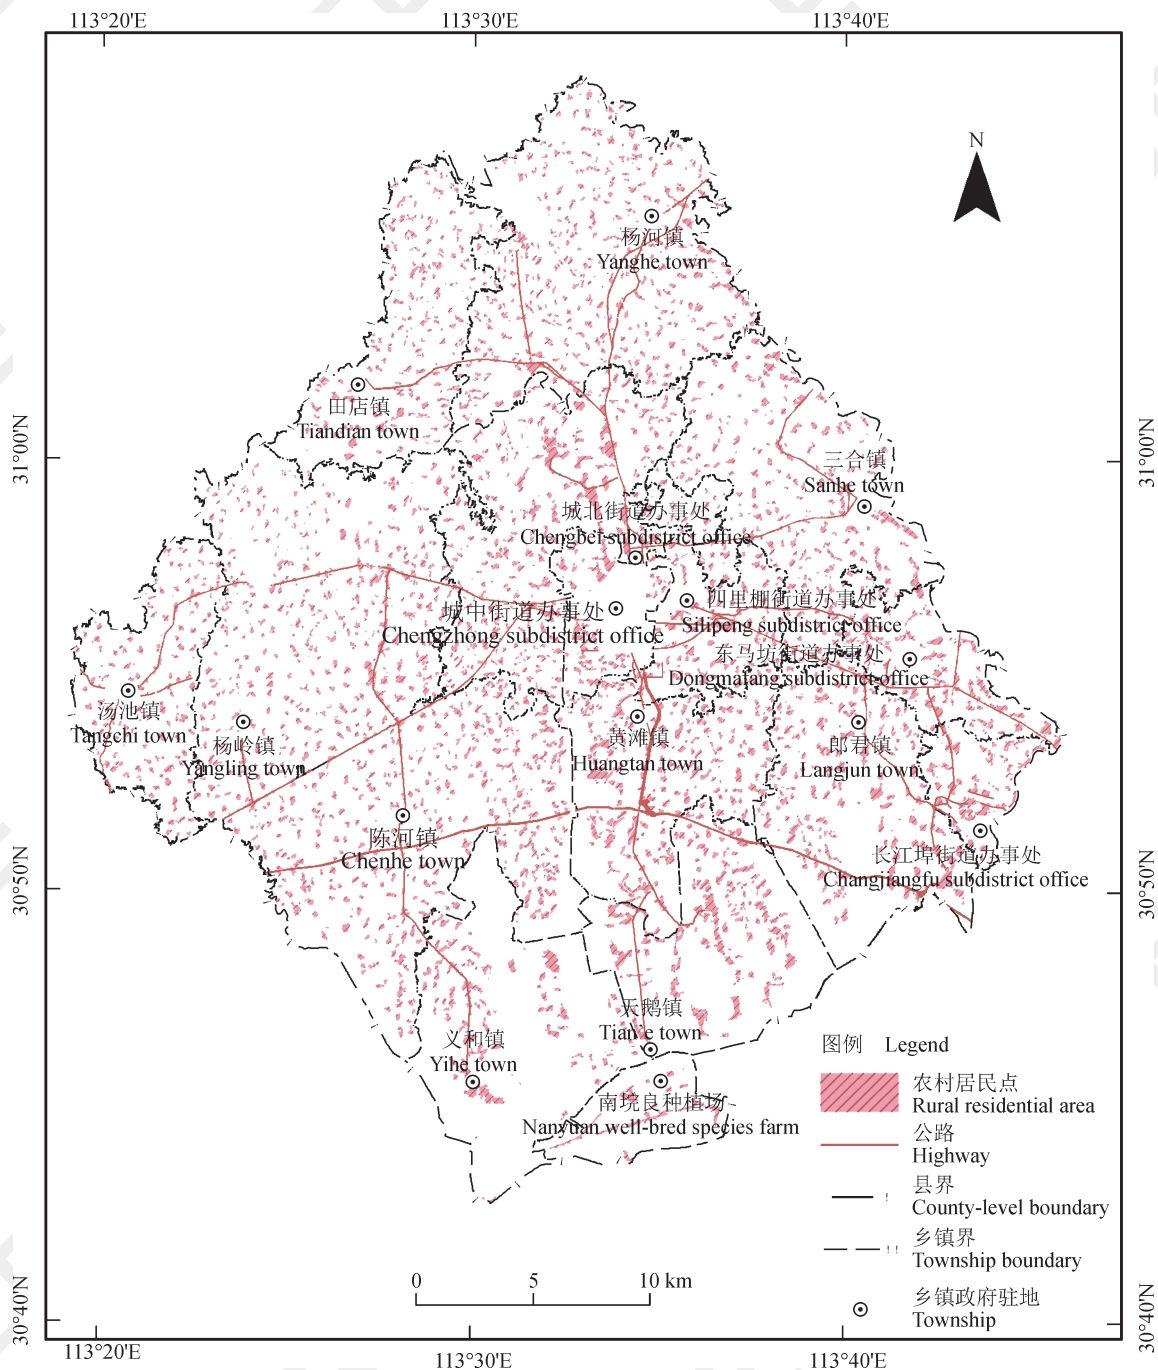 113°20'E
113°30'E
113°40'E
N
杨河镇
Yanghe town
田店镇
Tiandian town
31°00'N
31°00'N
三合镇
Sanhe town
城北街道办事处
Chengbei subdistrict office
城中街道办事处
Chengzhong subdistrict office
四里棚街道办事处
Silipeng subdistrict office
东马坊街道办事处
Dongmafang subdistrict office
汤池镇
Tangchi town
杨岭镇
Yangling town
黄滩镇
Huangtan town
郎君镇
Langjun town
陈河镇
Chenhe town
长江埠街道办事处
Changjiangfu subdistrict office
30°50'N
30°50'N
天鹅镇
Tian'e town
义和镇
Yihe town
南垸良种植场
Nanyuan well-bred species farm
图例 Legend
农村居民点
Rural residential area
公路
Highway
县界
County-level boundary
乡镇界
Township boundary
乡镇政府驻地
Township
0 5 10 km
30°40'N
30°40'N
113°20'E
113°30'E
113°40'E